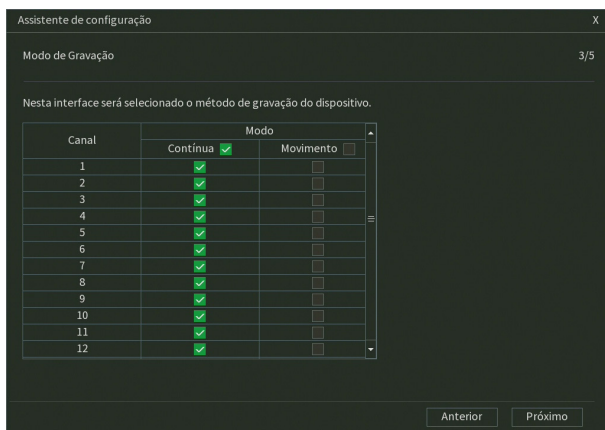 Assistente de configuração X
Modo de Gravação 3/5
Nesta interface será selecionado o método de gravação do dispositivo.
Canal Modo
Contínua Movimento
1
2
3
4
5
6
7
8
9
10
11
12
Anterior Próximo